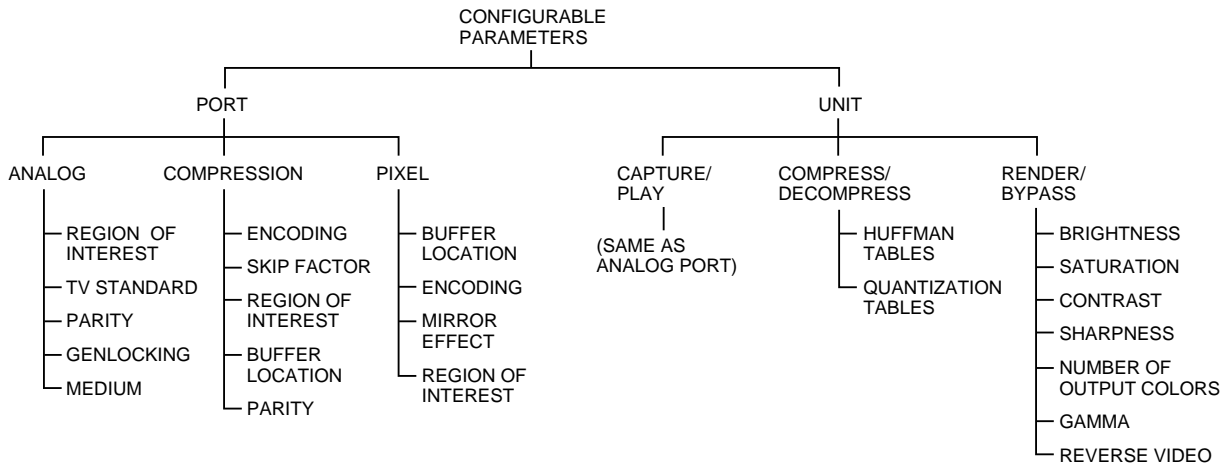 CONFIGURABLE
PARAMETERS
PORT
UNIT
ANALOG
COMPRESSION
PIXEL
CAPTURE/
PLAY
COMPRESS/
DECOMPRESS
RENDER/
BYPASS
REGION OF
INTEREST
TV STANDARD
PARITY
GENLOCKING
MEDIUM
ENCODING
SKIP FACTOR
REGION OF
INTEREST
BUFFER
LOCATION
PARITY
BUFFER
LOCATION
ENCODING
MIRROR
EFFECT
REGION OF
INTEREST
(SAME AS
ANALOG PORT)
HUFFMAN
TABLES
QUANTIZATION
TABLES
BRIGHTNESS
SATURATION
CONTRAST
SHARPNESS
NUMBER OF
OUTPUT COLORS
GAMMA
REVERSE VIDEO